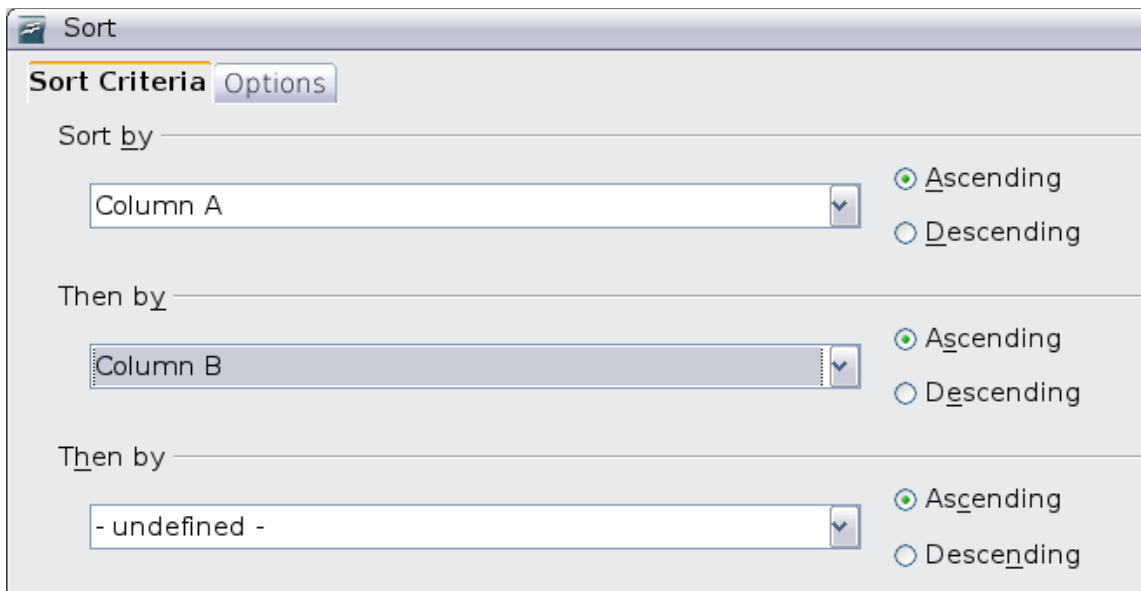 Sort
Sort Criteria Options
Sort by
Column A
Ascending
Descending
Then by
Column B
Ascending
Descending
Then by
- undefined -
Ascending
Descending